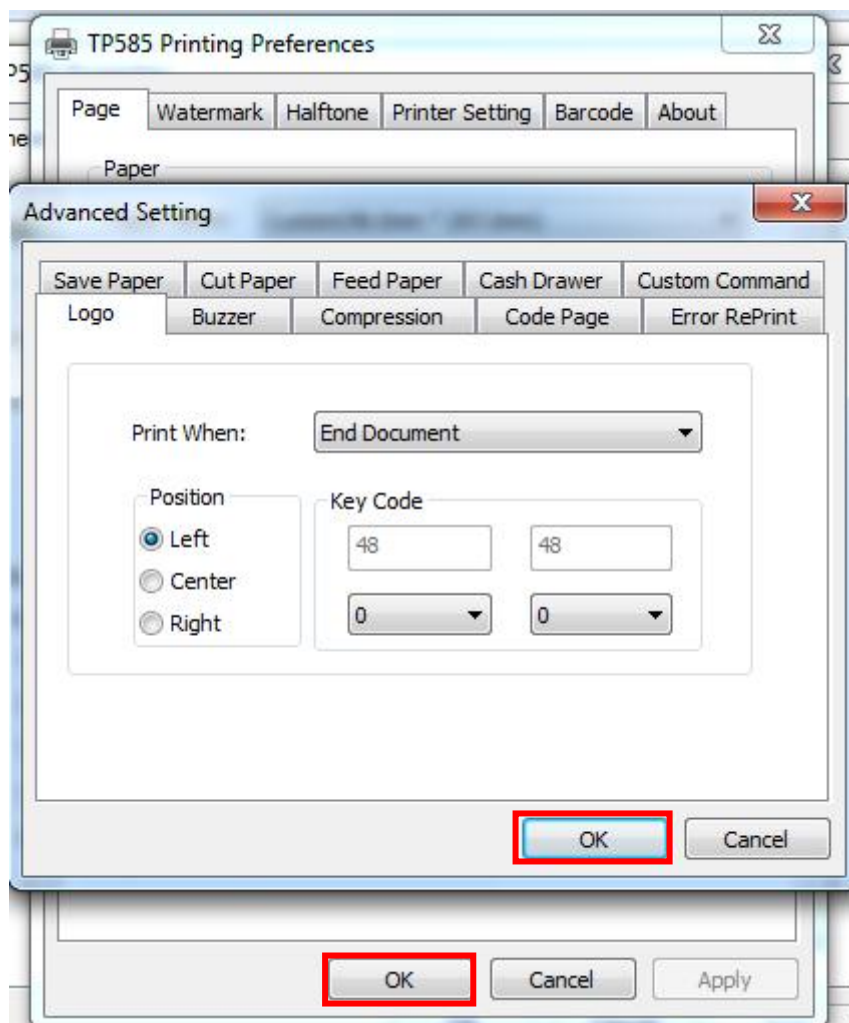 TP585 Printing Preferences
Page Watermark Halftone Printer Setting Barcode About
Paper
Advanced Setting
Save Paper Cut Paper Feed Paper Cash Drawer Custom Command
Logo Buzzer Compression Code Page Error RePrint
Print When: End Document
Position Key Code
Left 48 48
Center
Right 0 0
OK Cancel
OK Cancel Apply